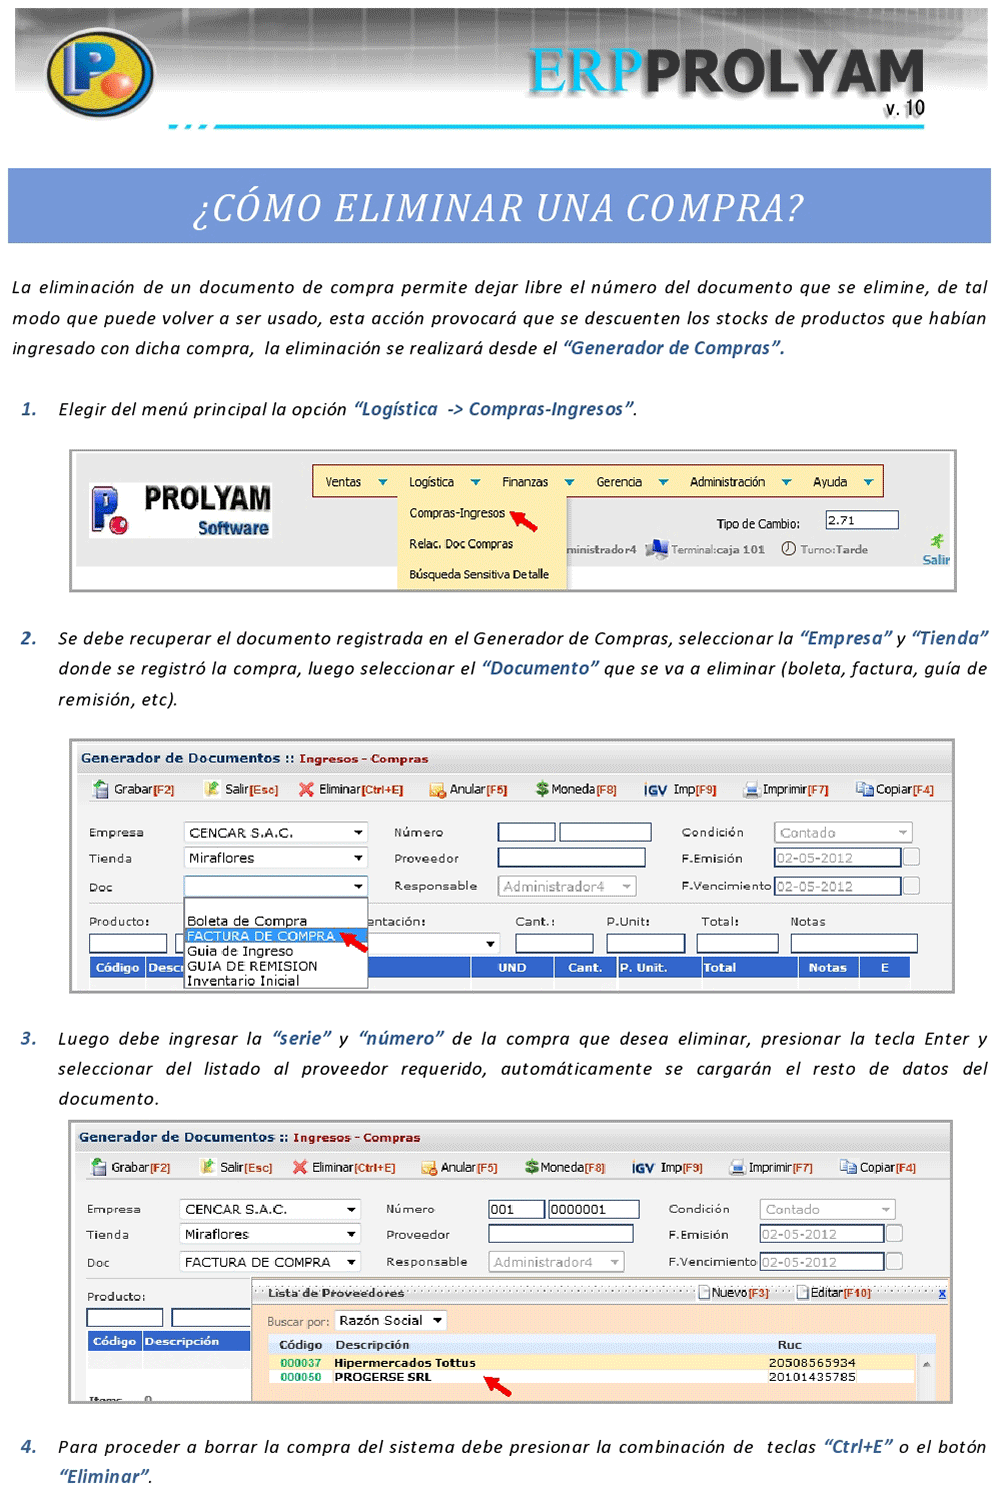 ERPPROLYAM
v. 10
¿CÓMO ELIMINAR UNA COMPRA?
La eliminación de un documento de compra permite dejar libre el número del documento que se elimine, de tal
modo que puede volver a ser usado, esta acción provocará que se descuenten los stocks de productos que habían
ingresado con dicha compra, la eliminación se realizará desde el “Generador de Compras”.
1. Elegir del menú principal la opción “Logística -> Compras-Ingresos”.
PROLYAM
Software
Ventas Logística Finanzas Gerencia Administración Ayuda
Compras-Ingresos
Tipo de Cambio: 2.71
Relac. Doc Compras
ministrador4 Terminal:caja 101 Turno:Tarde
Salir
Búsqueda Sensitiva Detalle
2. Se debe recuperar el documento registrada en el Generador de Compras, seleccionar la “Empresa” y “Tienda”
donde se registró la compra, luego seleccionar el “Documento” que se va a eliminar (boleta, factura, guía de
remisión, etc).
Generador de Documentos :: Ingresos - Compras
Grabar[F2] Salir[Esc] Eliminar[Ctrl+E] Anular[F5] Moneda[F8] IGV Imp[F9] Imprimir[F7] Copiar[F4]
Empresa CENCAR S.A.C. Número Condición Contado
Tienda Miraflores Proveedor F.Emisión 02-05-2012
Doc Responsable Administrador4 F.Vencimiento 02-05-2012
Producto: entación: Cant.: P.Unit: Total: Notas
Boleta de Compra
FACTURA DE COMPRA
Guia de Ingreso
GUIA DE REMISION
Inventario Inicial
Código Desc UND Cant. P. Unit. Total Notas E
3. Luego debe ingresar la “serie” y “número” de la compra que desea eliminar, presionar la tecla Enter y
seleccionar del listado al proveedor requerido, automáticamente se cargarán el resto de datos del
documento.
Generador de Documentos :: Ingresos - Compras
Grabar[F2] Salir[Esc] Eliminar[Ctrl+E] Anular[F5] Moneda[F8] IGV Imp[F9] Imprimir[F7] Copiar[F4]
Empresa CENCAR S.A.C. Número 001 0000001 Condición Contado
Tienda Miraflores Proveedor F.Emisión 02-05-2012
Doc FACTURA DE COMPRA Responsable Administrador4 F.Vencimiento 02-05-2012
Producto:
Lista de Proveedores Nuevo[F3] Editar[F10] x
Buscar por: Razón Social
Código Descripción
Código Descripción Ruc
000037 Hipermercados Tottus 20508565934
000050 PROGERSE SRL 20101435785
Items 0
4. Para proceder a borrar la compra del sistema debe presionar la combinación de teclas “Ctrl+E” o el botón
“Eliminar”.